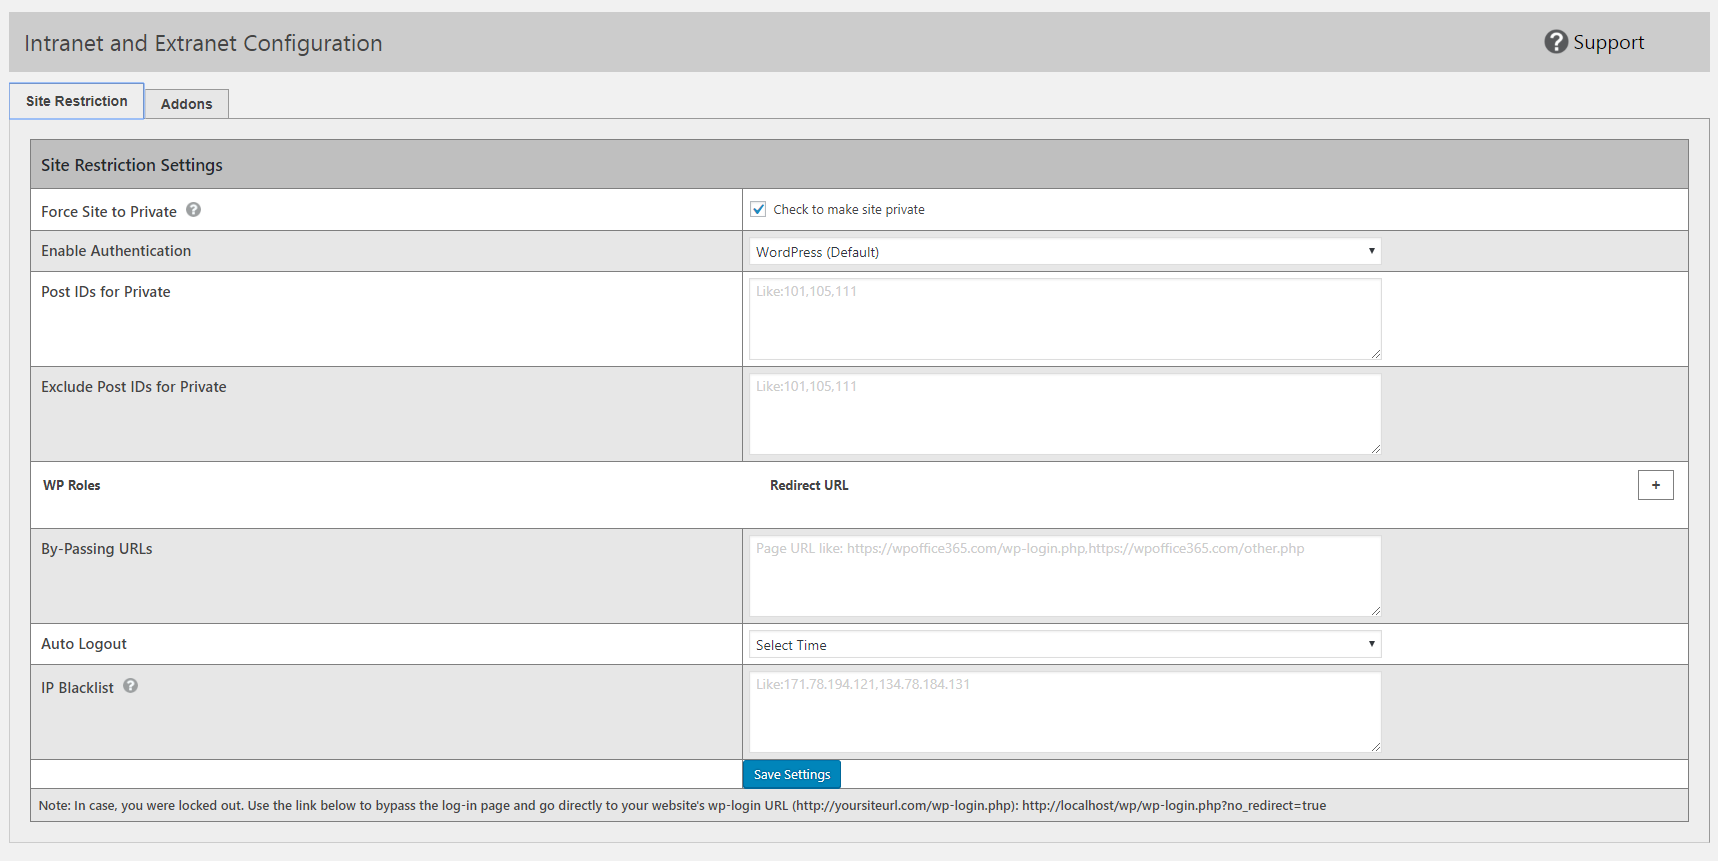 Intranet and Extranet Configuration
Support
Site Restriction
Addons
Site Restriction Settings
Force Site to Private
Check to make site private
Enable Authentication
WordPress (Default)
Post IDs for Private
Like:101,105,111
Exclude Post IDs for Private
Like:101,105,111
WP Roles
Redirect URL
+
By-Passing URLs
Page URL like: https://wpoffice365.com/wp-login.php,https://wpoffice365.com/other.php
Auto Logout
Select Time
IP Blacklist
Like:171.78.194.121,134.78.184.131
Save Settings
Note: In case, you were locked out. Use the link below to bypass the log-in page and go directly to your website's wp-login URL (http://yoursiteurl.com/wp-login.php): http://localhost/wp/wp-login.php?no_redirect=true